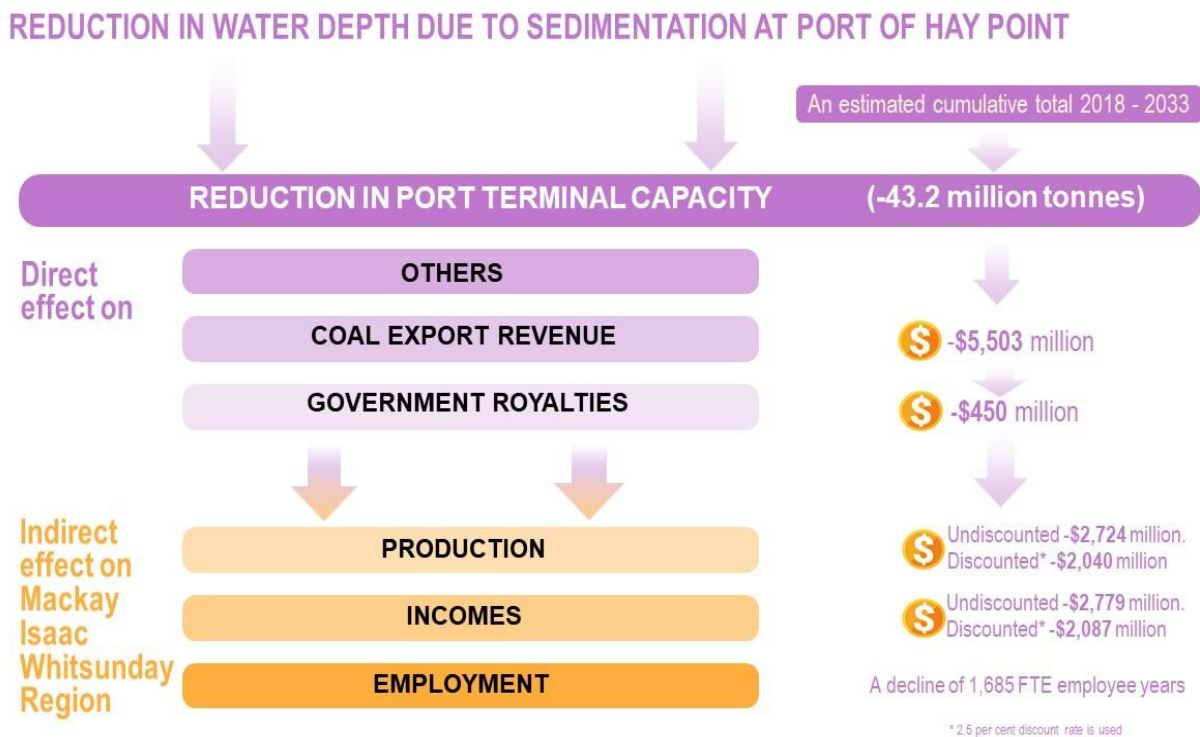 REDUCTION IN WATER DEPTH DUE TO SEDIMENTATION AT PORT OF HAY POINT
An estimated cumulative total 2018 - 2033
REDUCTION IN PORT TERMINAL CAPACITY (-43.2 million tonnes)
Direct
effect on
OTHERS
COAL EXPORT REVENUE
$ -$5,503 million
GOVERNMENT ROYALTIES
$ -$450 million
Indirect
effect on
Mackay
Isaac
Whitsunday
Region
PRODUCTION
$ Undiscounted -$2,724 million.
Discounted* -$2,040 million
INCOMES
$ Undiscounted -$2,779 million.
Discounted* -$2,087 million
EMPLOYMENT
A decline of 1,685 FTE employee years
* 2.5 per cent discount rate is used